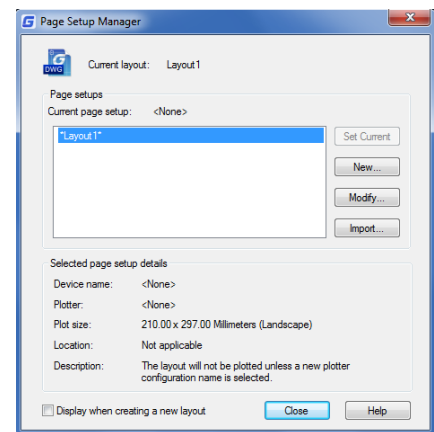 G Page Setup Manager
G
DWG
Current layout: Layout1
Page setups
Current page setup: <None>
*Layout1*
Set Current
New...
Modify...
Import...
Selected page setup details
Device name: <None>
Plotter: <None>
Plot size: 210.00 x 297.00 Millimeters (Landscape)
Location: Not applicable
Description: The layout will not be plotted unless a new plotter
configuration name is selected.
Display when creating a new layout Close Help